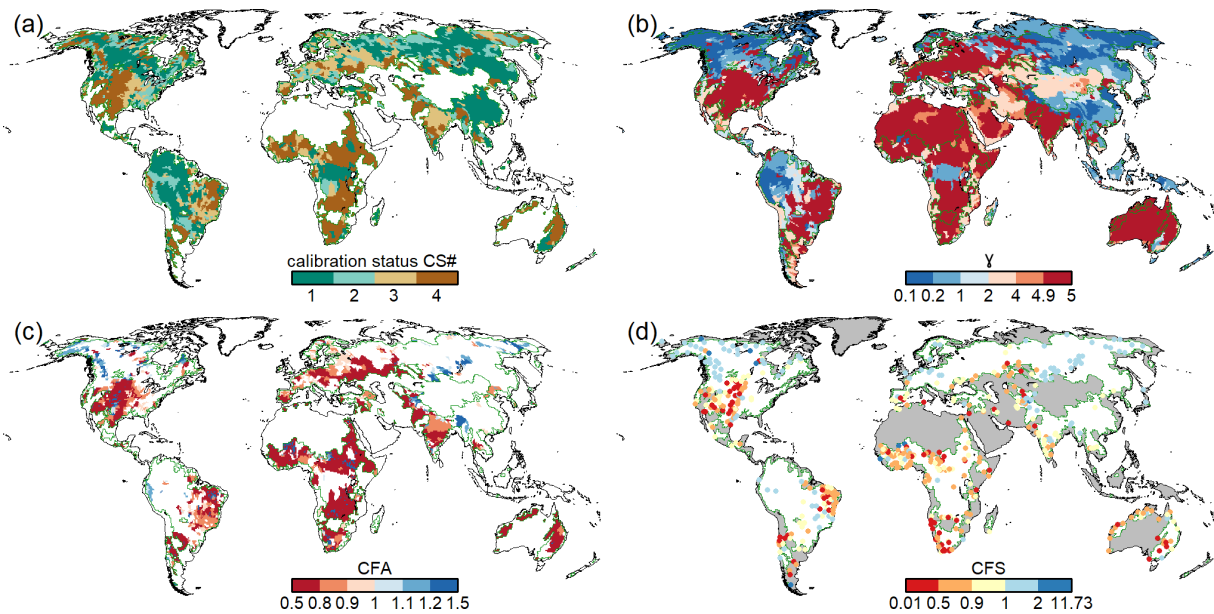 (a)
calibration status CS#
1 2 3 4
(b)
γ
0.1 0.2 1 2 4 4.9 5
(c)
CFA
0.5 0.8 0.9 1 1.1 1.2 1.5
(d)
CFS
0.01 0.5 0.9 1 2 11.73